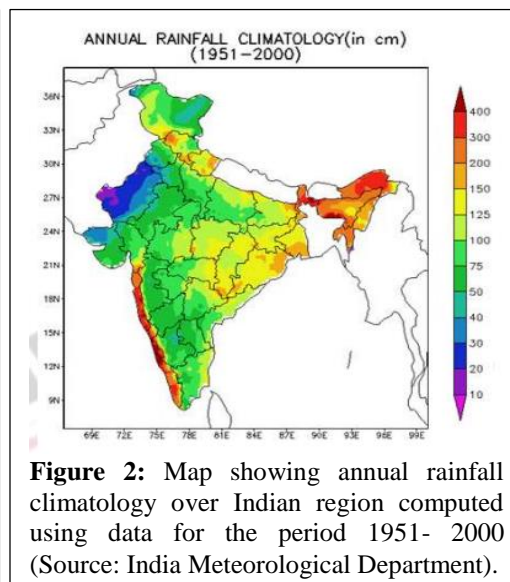 ANNUAL RAINFALL CLIMATOLOGY(in cm)
(1951-2000)
36N
33N
30N
27N
24N
21N
18N
15N
12N
9N
69E 72E 75E 78E 81E 84E 87E 90E 93E 96E 99E
400
300
200
150
125
100
75
50
40
30
20
10
Figure 2: Map showing annual rainfall
climatology over Indian region computed
using data for the period 1951- 2000
(Source: India Meteorological Department).